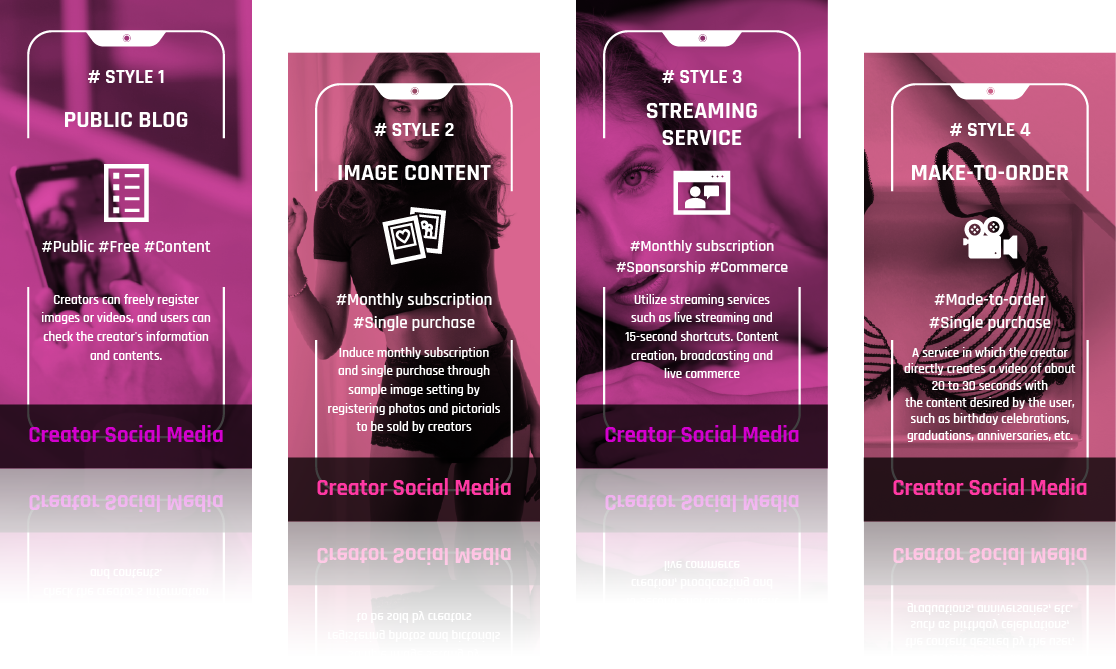 # STYLE 1
PUBLIC BLOG
#Public #Free #Content
Creators can freely register
images or videos, and users can
check the creator's information
and contents.
Creator Social Media
# STYLE 2
IMAGE CONTENT
#Monthly subscription
#Single purchase
Induce monthly subscription
and single purchase through
sample image setting by
registering photos and pictorials
to be sold by creators
Creator Social Media
# STYLE 3
STREAMING
SERVICE
#Monthly subscription
#Sponsorship #Commerce
Utilize streaming services
such as live streaming and
15-second shortcuts. Content
creation, broadcasting and
live commerce
Creator Social Media
# STYLE 4
MAKE-TO-ORDER
#Made-to-order
#Single purchase
A service in which the creator
directly creates a video of about
20 to 30 seconds with
the content desired by the user,
such as birthday celebrations,
graduations, anniversaries, etc.
Creator Social Media